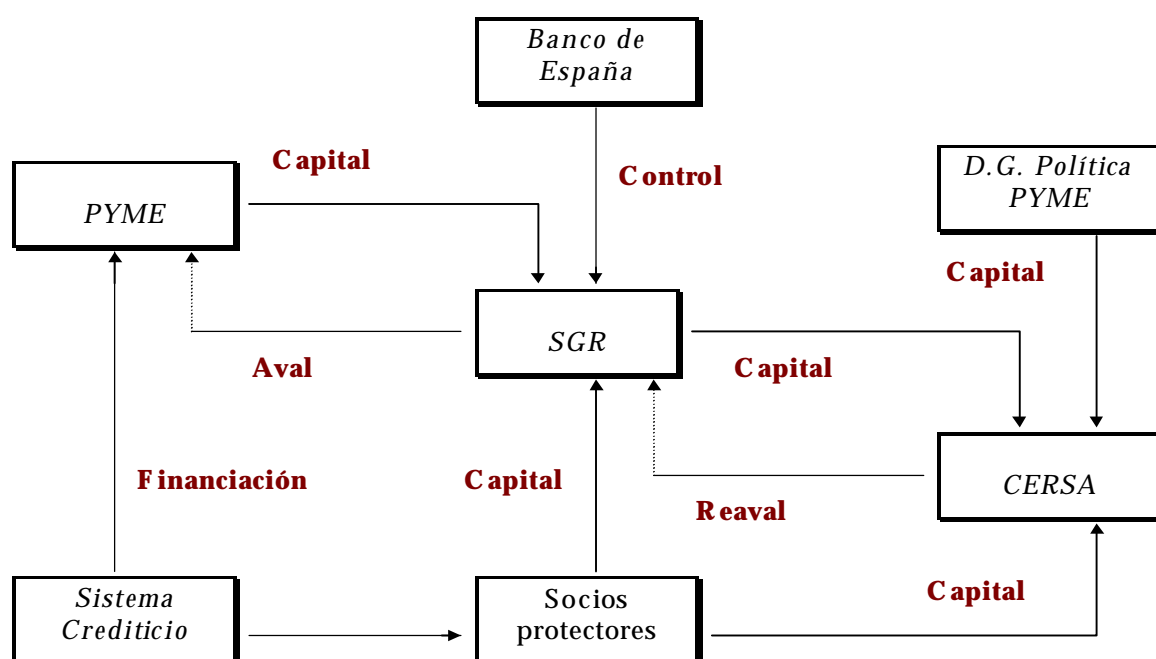 Banco de
España
Capital
Control
D.G. Política
PYME
PYME
Capital
SGR
Aval
Capital
Financiación
Capital
Reaval
CERSA
Sistema
Crediticio
Socios
protectores
Capital